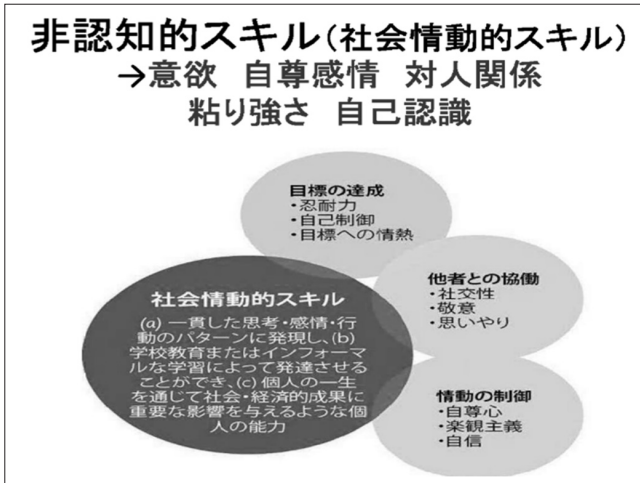 非認知的スキル(社会情動的スキル)
→意欲 自尊感情 対人関係
粘り強さ 自己認識
目標の達成
・忍耐力
・自己制御
・目標への情熱
社会情動的スキル
(a) 一貫した思考・感情・行
動のパターンに発現し、(b)
学校教育またはインフォーマ
ルな学習によって発達させる
ことができ、(c) 個人の一生
を通じて社会・経済的成果に
重要な影響を与えるような個
人の能力
他者との協働
・社交性
・敬意
・思いやり
情動の制御
・自尊心
・楽観主義
・自信